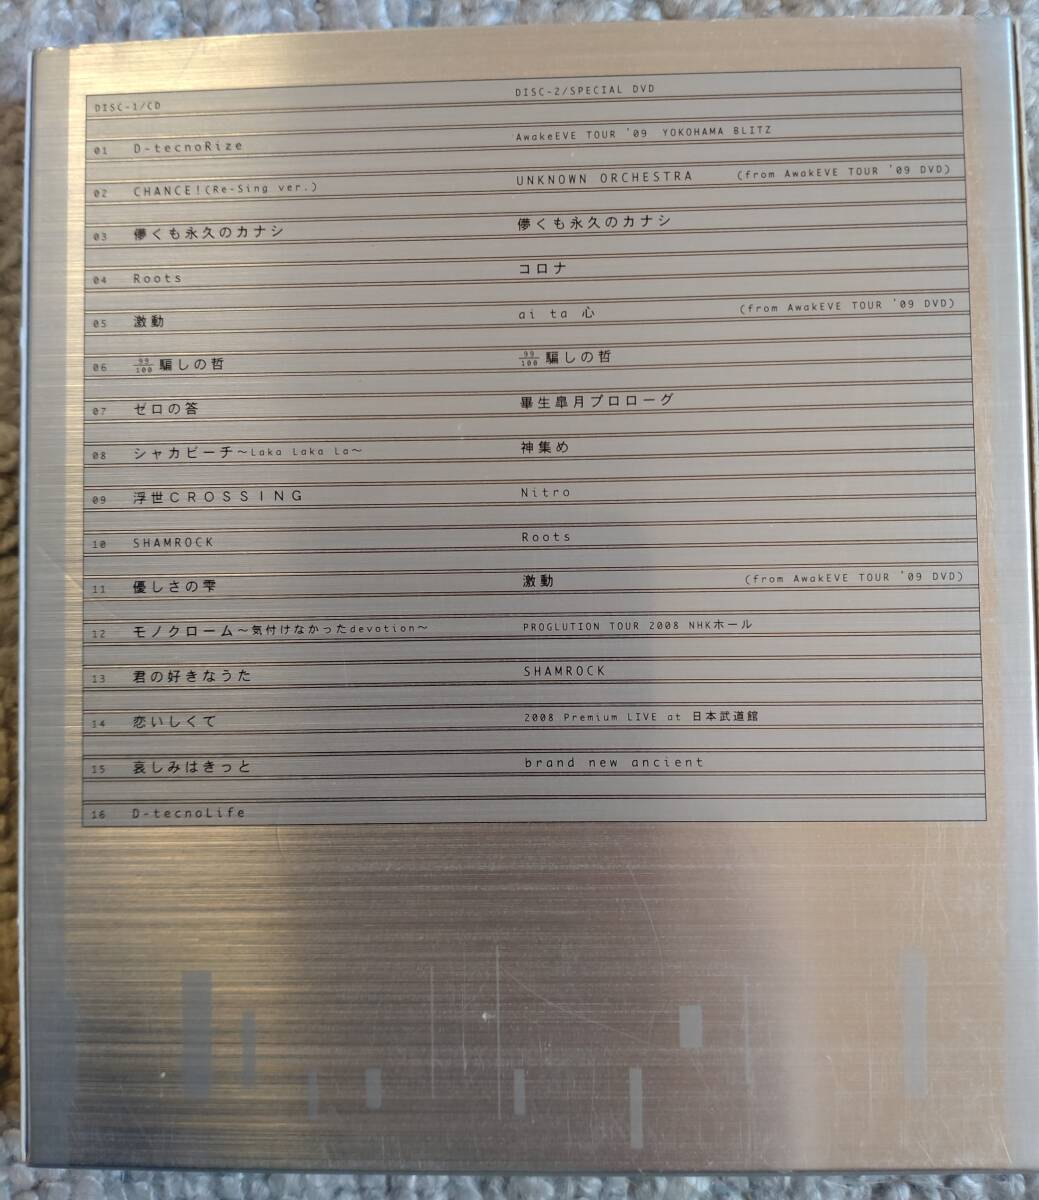 DISC-1/CD
01 D-tecnoRize
02 CHANCE!(Re-Sing ver.)
03 儚くも永久のカナシ
04 Roots
05 激動
06 99/100騙しの哲
07 ゼロの答
08 シャカビーチ～Laka Laka La～
09 浮世CROSSING
10 SHAMROCK
11 優しさの雫
12 モノクローム～気付けなかったdevotion～
13 君の好きなうた
14 恋いしくて
15 哀しみはきっと
16 D-tecnoLife
DISC-2/SPECIAL DVD
AwakeEVE TOUR '09 YOKOHAMA BLITZ
UNKNOWN ORCHESTRA (from AwakEVE TOUR '09 DVD)
儚くも永久のカナシ
コロナ
ai ta 心 (from AwakEVE TOUR '09 DVD)
99/100騙しの哲
畢生皐月プロローグ
神集め
Nitro
Roots
激動 (from AwakEVE TOUR '09 DVD)
PROGLUTION TOUR 2008 NHKホール
SHAMROCK
2008 Premium LIVE at 日本武道館
brand new ancient